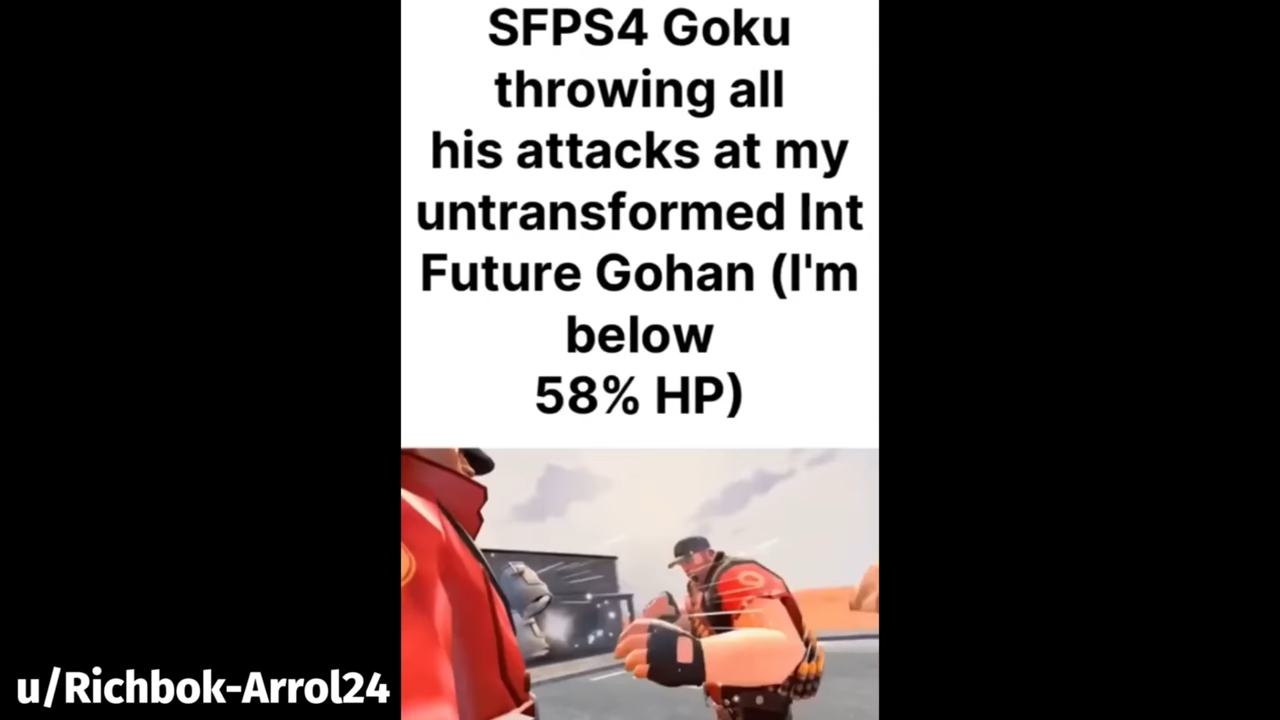 SFPS4 Goku
throwing all
his attacks at my
untransformed Int
Future Gohan (I'm
below
58% HP)
u/Richbok-Arrol24